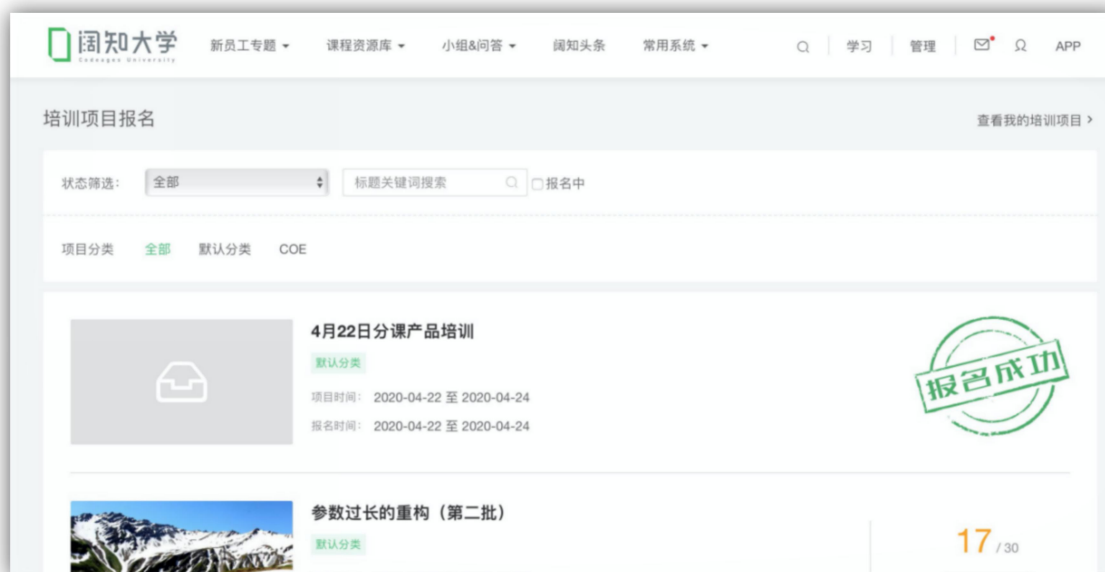 阔知大学
Codeages University
新员工专题
课程资源库
小组&问答
阔知头条
常用系统
学习
管理
APP
培训项目报名
查看我的培训项目 >
状态筛选：
全部
标题关键词搜索
报名中
项目分类
全部
默认分类
COE
4月22日分课产品培训
默认分类
项目时间： 2020-04-22 至 2020-04-24
报名时间： 2020-04-22 至 2020-04-24
报名成功
参数过长的重构（第二批）
默认分类
17 / 30